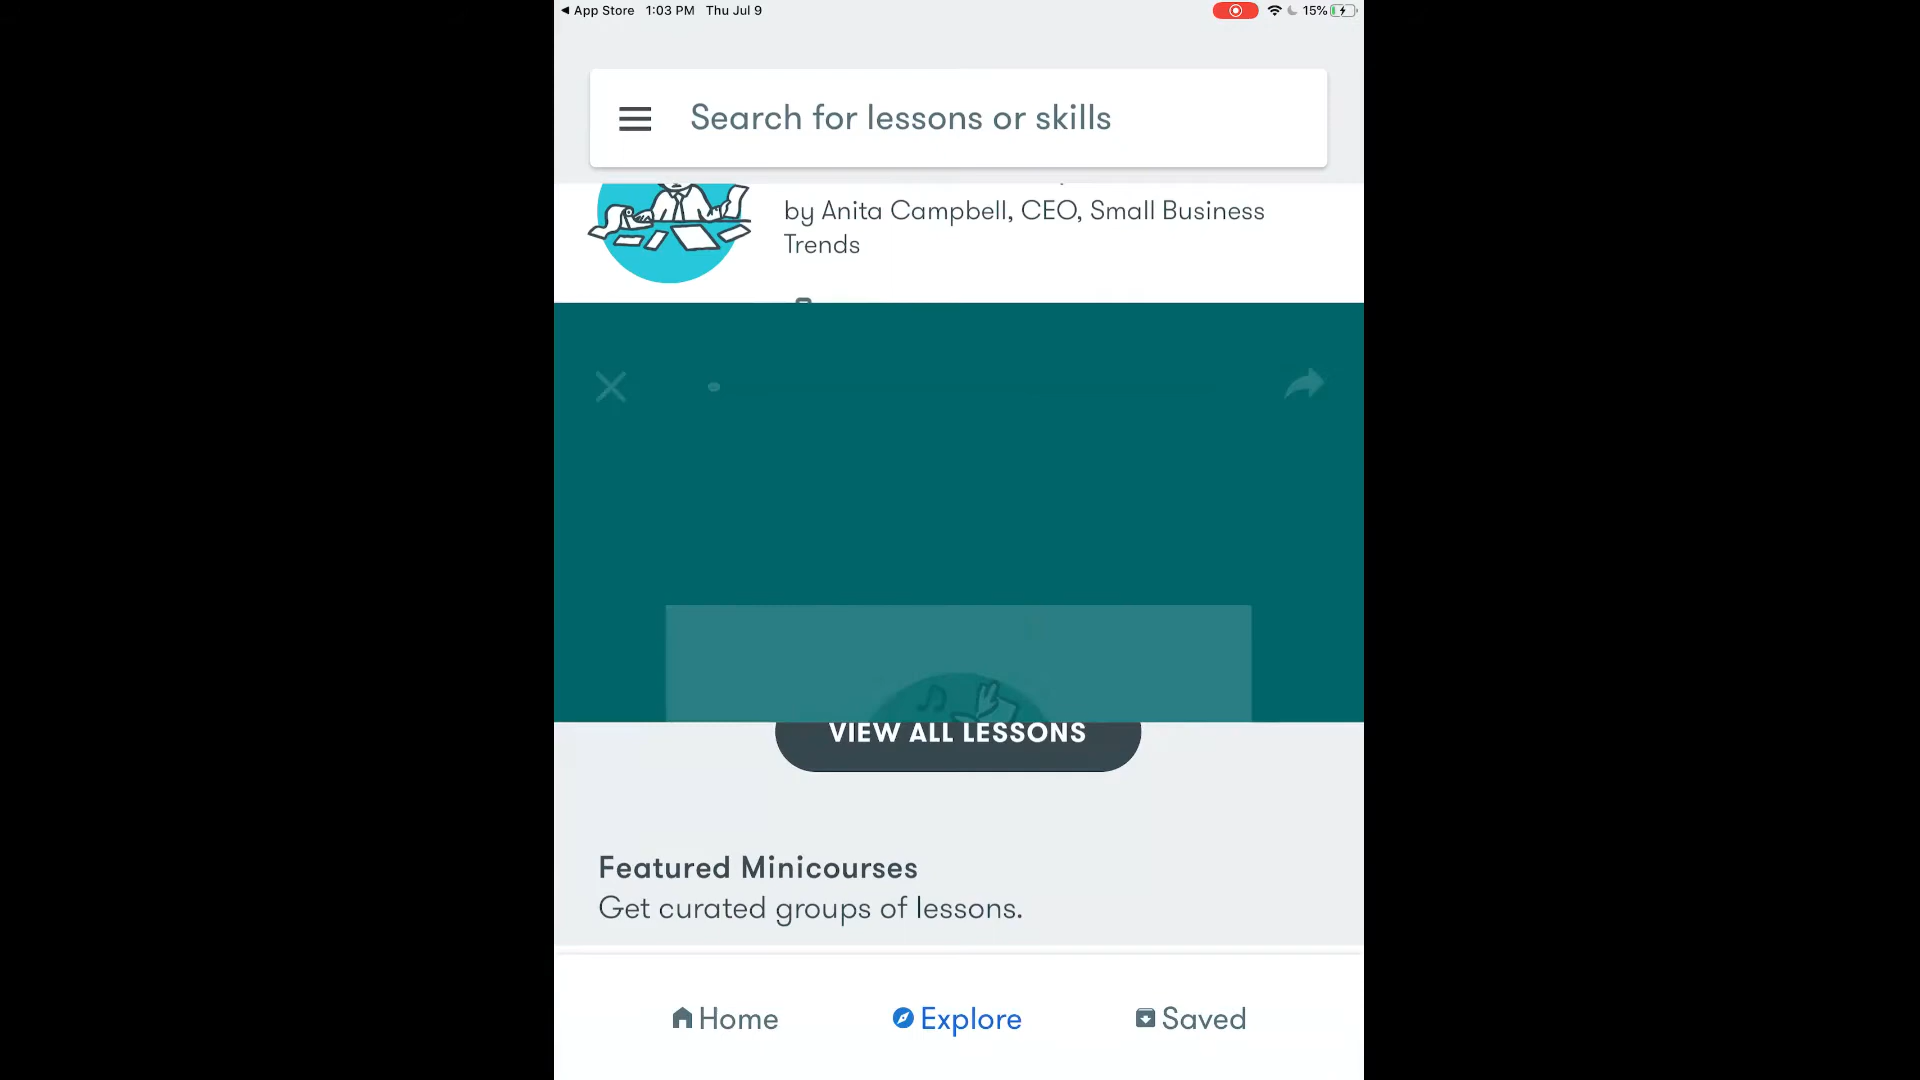 App Store 1:03 PM Thu Jul 9 15%
Search for lessons or skills
by Anita Campbell, CEO, Small Business
Trends
VIEW ALL LESSONS
Featured Minicourses
Get curated groups of lessons.
Home Explore Saved